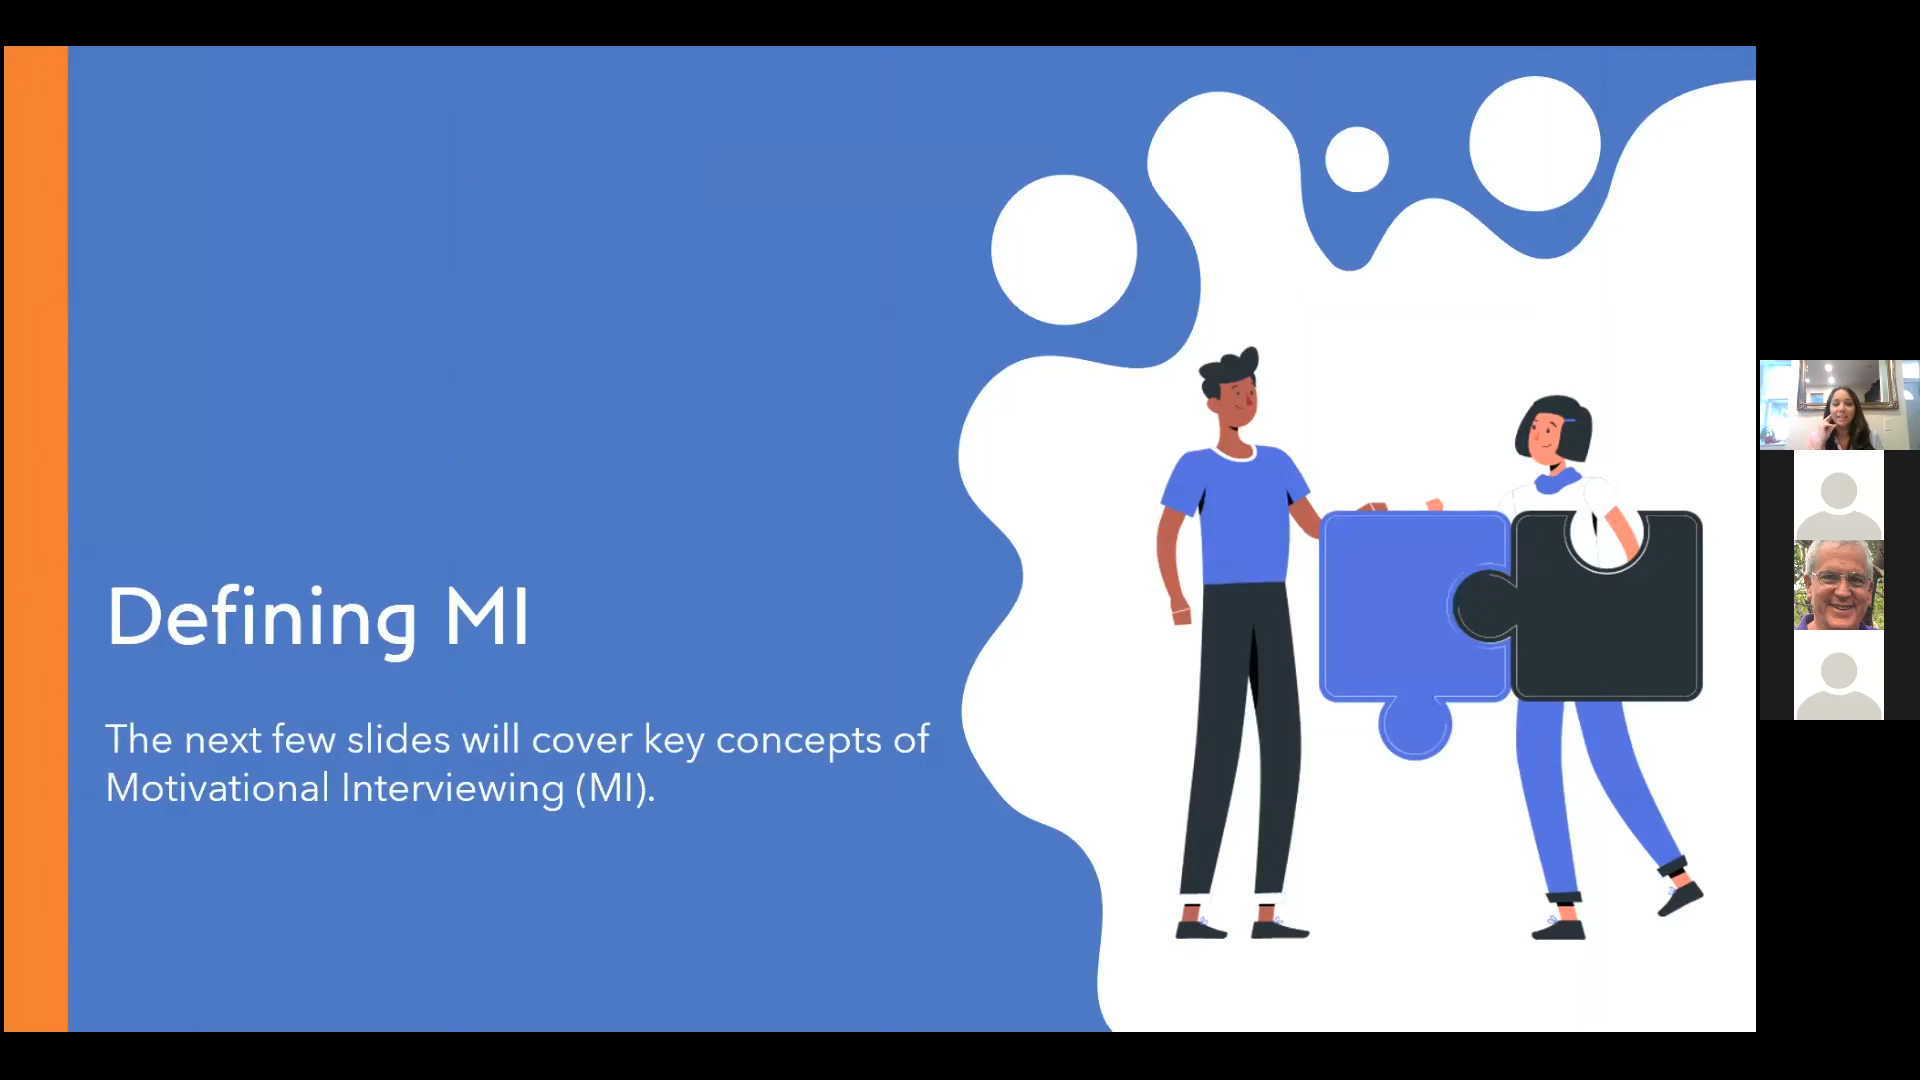 Defining MI
The next few slides will cover key concepts of
Motivational Interviewing (MI).